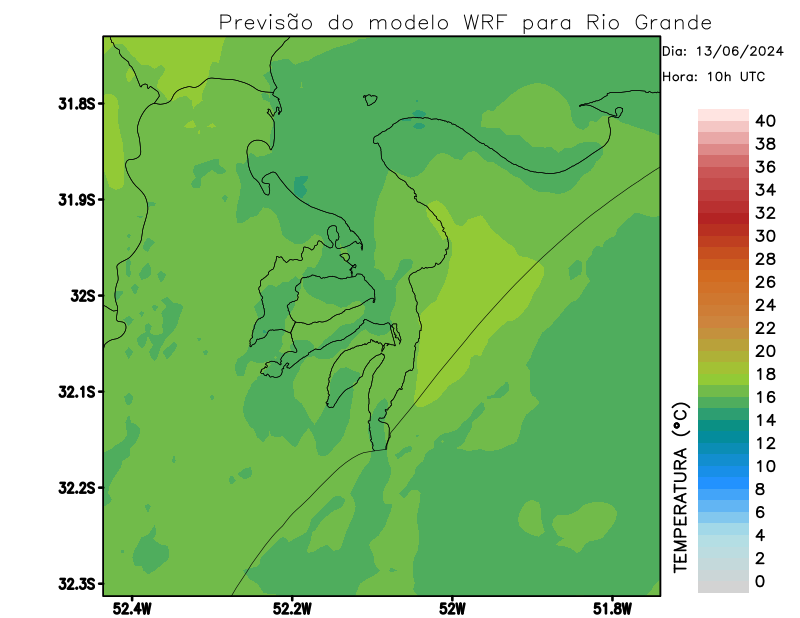 Previsão do modelo WRF para Rio Grande
Dia: 13/06/2024
Hora: 10h UTC
31.8S
31.9S
32S
32.1S
32.2S
32.3S
52.4W
52.2W
52W
51.8W
40
38
36
34
32
30
28
26
24
22
20
18
16
14
12
10
8
6
4
2
0
TEMPERATURA (°C)